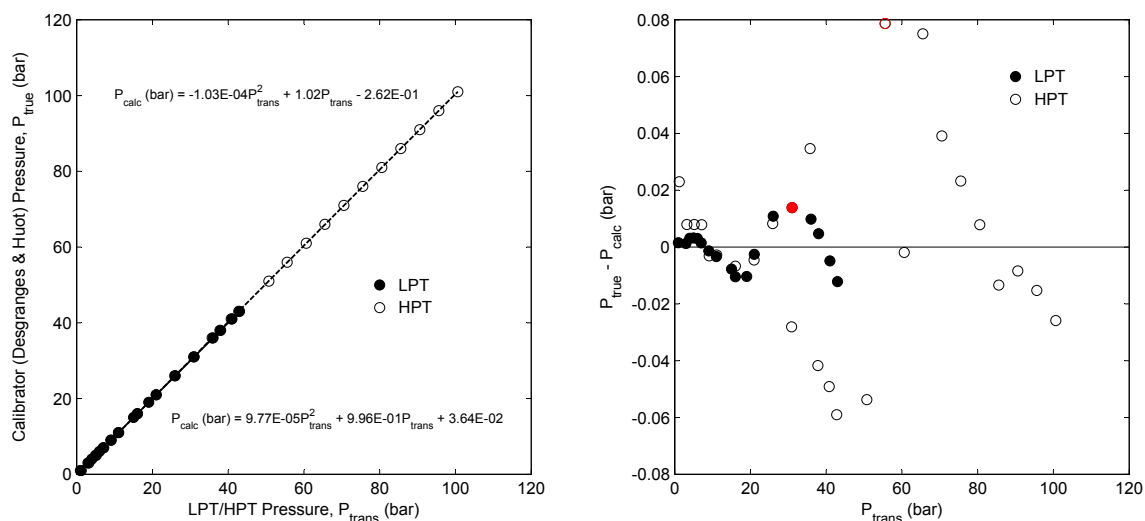 120
100
80
60
40
20
0
0 20 40 60 80 100 120
Calibrator (Desgranges & Huot) Pressure, P_true (bar)
LPT/HPT Pressure, P_trans (bar)
P_calc (bar) = -1.03E-04P²_trans + 1.02P_trans - 2.62E-01
LPT
HPT
P_calc (bar) = 9.77E-05P²_trans + 9.96E-01P_trans + 3.64E-02
0.08
0.06
0.04
0.02
0
-0.02
-0.04
-0.06
-0.08
0 20 40 60 80 100 120
P_true - P_calc (bar)
P_trans (bar)
LPT
HPT